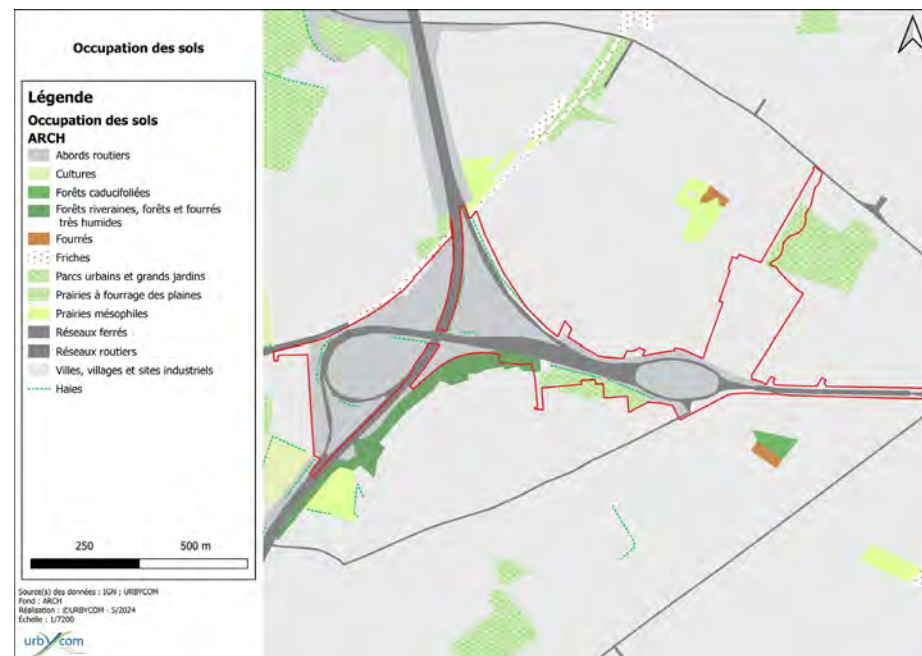 Occupation des sols
Légende
Occupation des sols
ARCH
Abords routiers
Cultures
Forêts caducifoliées
Forêts riveraines, forêts et fourrés
très humides
Fourrés
Friches
Parcs urbains et grands jardins
Prairies à fourrage des plaines
Prairies mésophiles
Réseaux ferrés
Réseaux routiers
Villes, villages et sites industriels
Haies
250 500 m
Source(s) des données : IGN ; URBYCOM
Fond : ARCH
Réalisation : ©URBYCOM - 5/2024
Échelle : 1/7200
urbycom